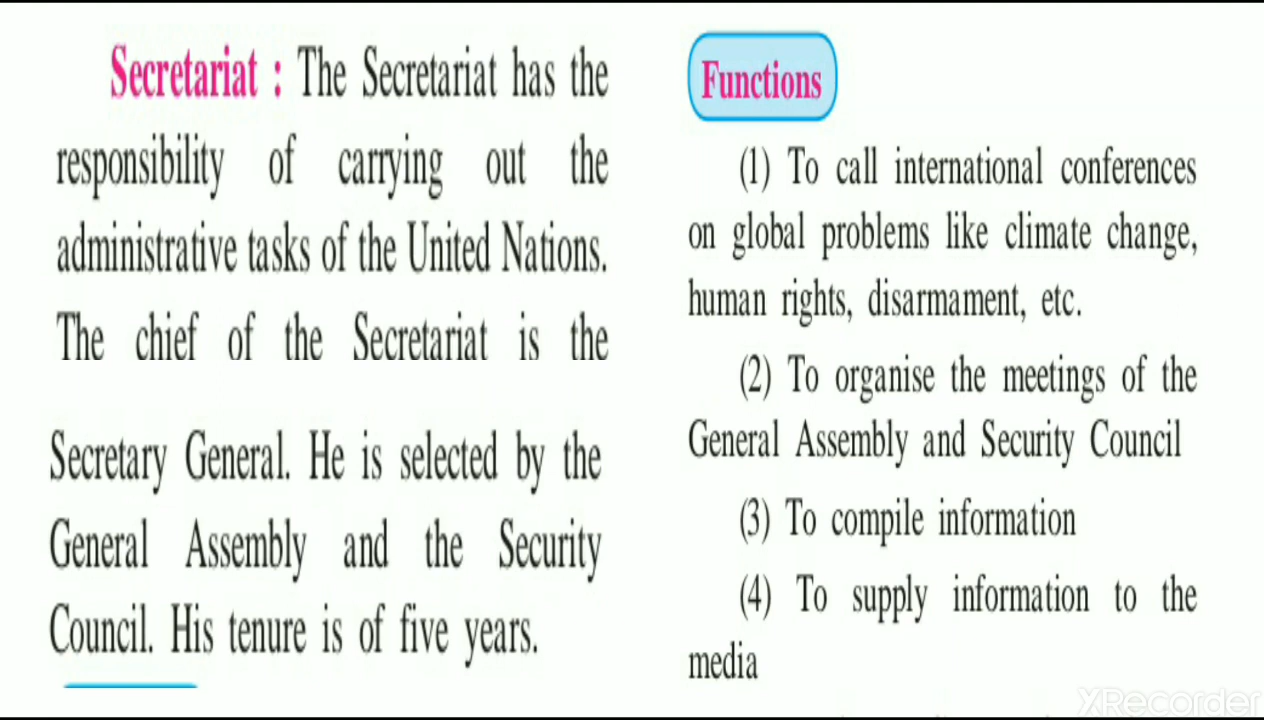 Secretariat : The Secretariat has the
responsibility of carrying out the
administrative tasks of the United Nations.
The chief of the Secretariat is the
Secretary General. He is selected by the
General Assembly and the Security
Council. His tenure is of five years.
Functions
(1) To call international conferences
on global problems like climate change,
human rights, disarmament, etc.
(2) To organise the meetings of the
General Assembly and Security Council
(3) To compile information
(4) To supply information to the
media
XRecorder